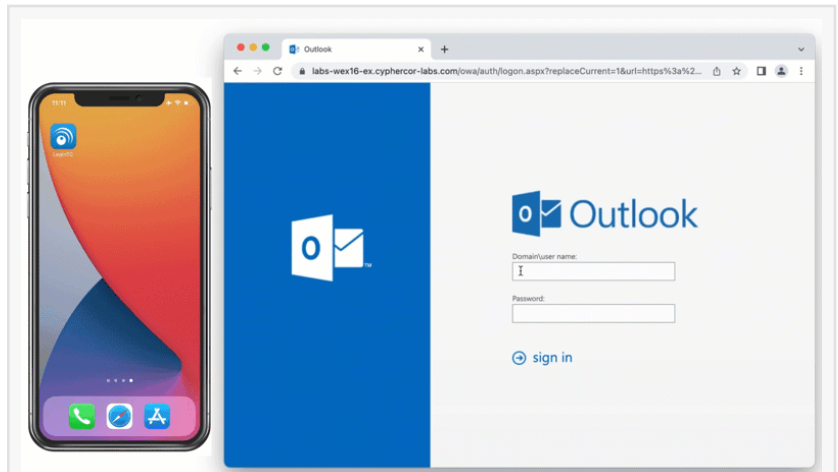 Outlook
labs-wex16-ex.cyphercor-labs.com/owa/auth/logon.aspx?replaceCurrent=1&url=https%3a%2...
11:11
LoginTC
Outlook
TM
Domain\user name:
Password:
sign in